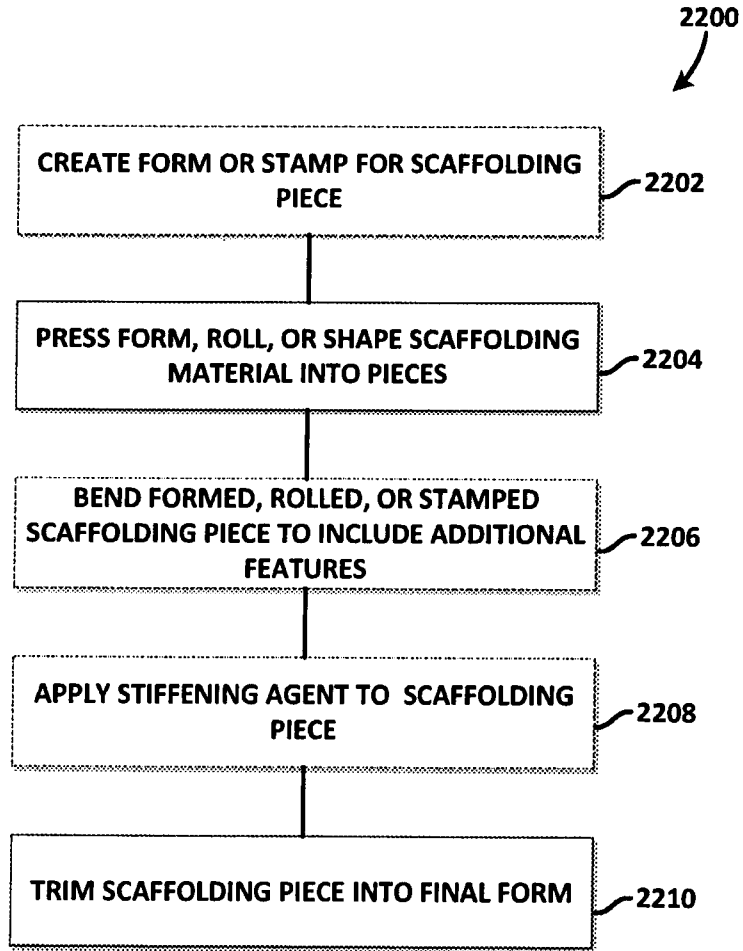 2200
CREATE FORM OR STAMP FOR SCAFFOLDING
PIECE
2202
PRESS FORM, ROLL, OR SHAPE SCAFFOLDING
MATERIAL INTO PIECES
2204
BEND FORMED, ROLLED, OR STAMPED
SCAFFOLDING PIECE TO INCLUDE ADDITIONAL
FEATURES
2206
APPLY STIFFENING AGENT TO SCAFFOLDING
PIECE
2208
TRIM SCAFFOLDING PIECE INTO FINAL FORM
2210